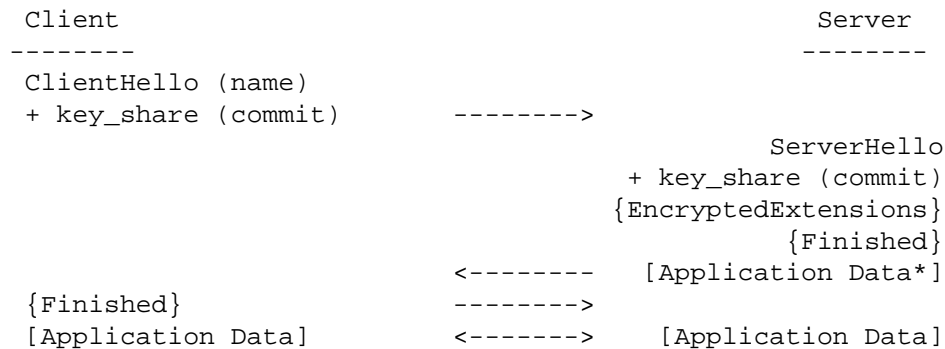 Client                                           Server
--------                                       --------
ClientHello (name)
+ key_share (commit)      -------->
ServerHello
+ key_share (commit)
{EncryptedExtensions}
{Finished}
<--------  [Application Data*]
{Finished}                -------->
[Application Data]        <------->  [Application Data]